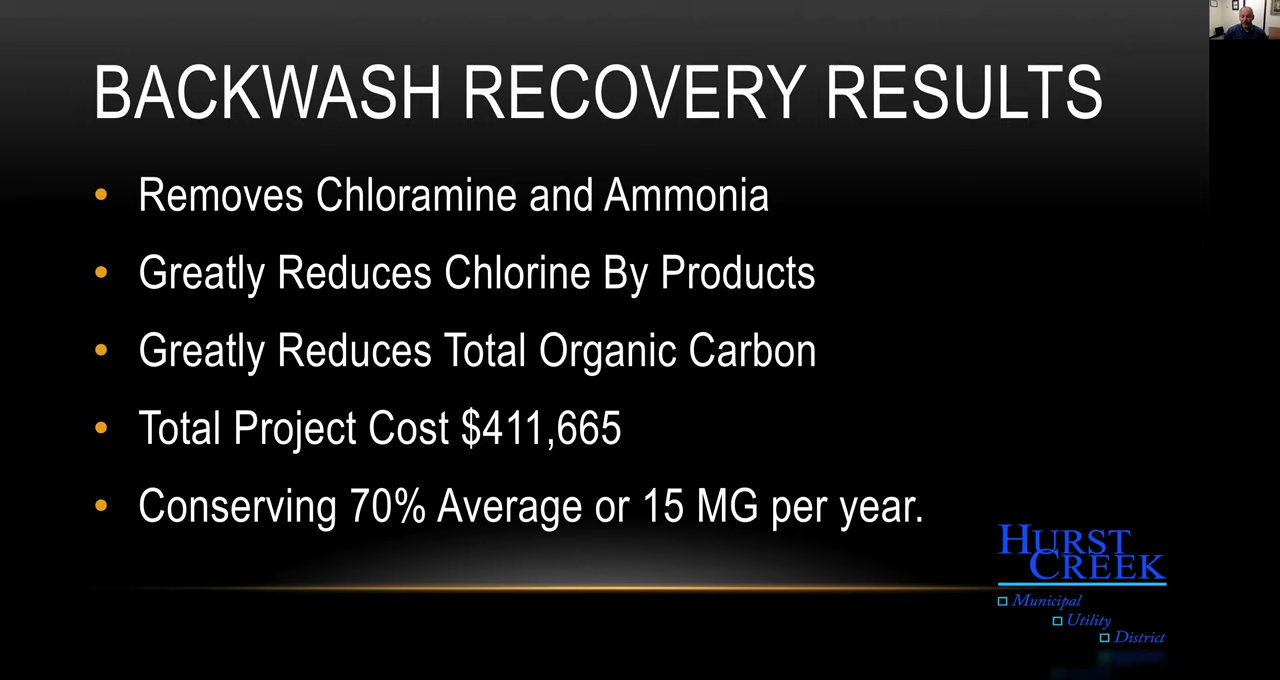 BACKWASH RECOVERY RESULTS
• Removes Chloramine and Ammonia
• Greatly Reduces Chlorine By Products
• Greatly Reduces Total Organic Carbon
• Total Project Cost $411,665
• Conserving 70% Average or 15 MG per year.
HURST
CREEK
Municipal
Utility
District